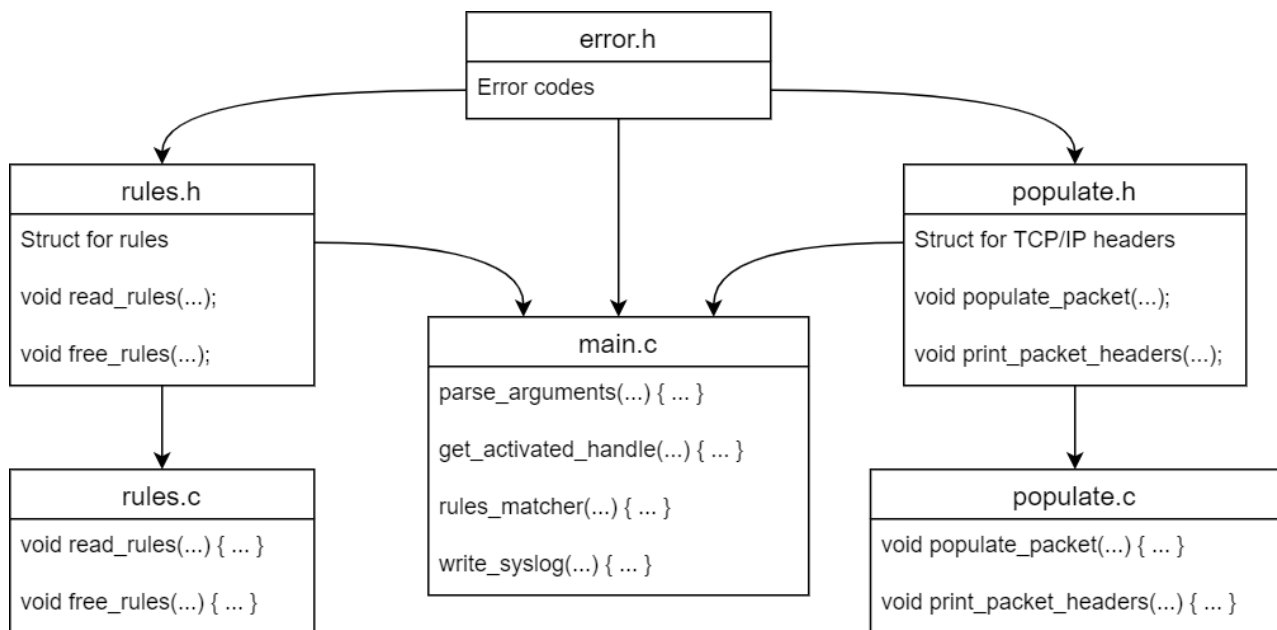 error.h
Error codes
rules.h
Struct for rules
void read_rules(...);
void free_rules(...);
populate.h
Struct for TCP/IP headers
void populate_packet(...);
void print_packet_headers(...);
main.c
parse_arguments(...) { ... }
get_activated_handle(...) { ... }
rules_matcher(...) { ... }
write_syslog(...) { ... }
rules.c
void read_rules(...) { ... }
void free_rules(...) { ... }
populate.c
void populate_packet(...) { ... }
void print_packet_headers(...) { ... }